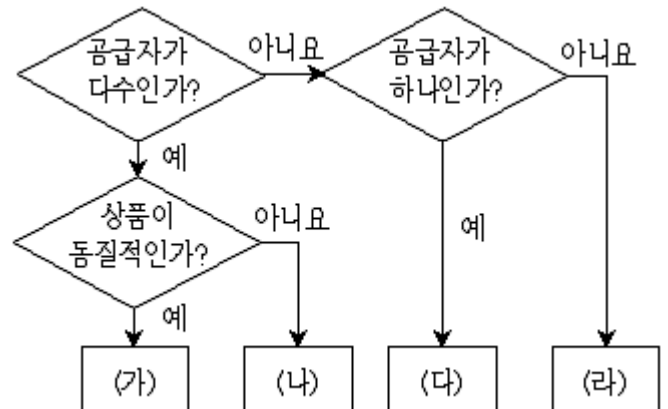 공급자가
다수인가?
아니요
공급자가
하나인가?
아니요
예
상품이
동질적인가?
아니요
예
예
(가)
(나)
(다)
(라)